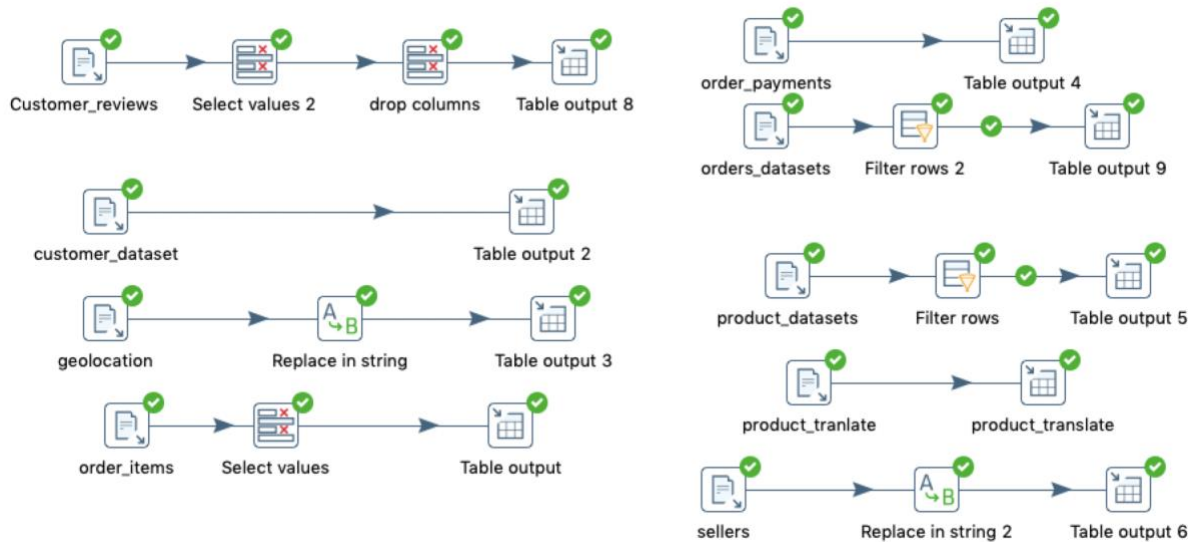 Customer_reviews
Select values 2
drop columns
Table output 8
customer_dataset
Table output 2
geolocation
A
B
Replace in string
Table output 3
order_items
Select values
Table output
order_payments
Table output 4
orders_datasets
Filter rows 2
Table output 9
product_datasets
Filter rows
Table output 5
product_tranlate
product_translate
sellers
A
B
Replace in string 2
Table output 6